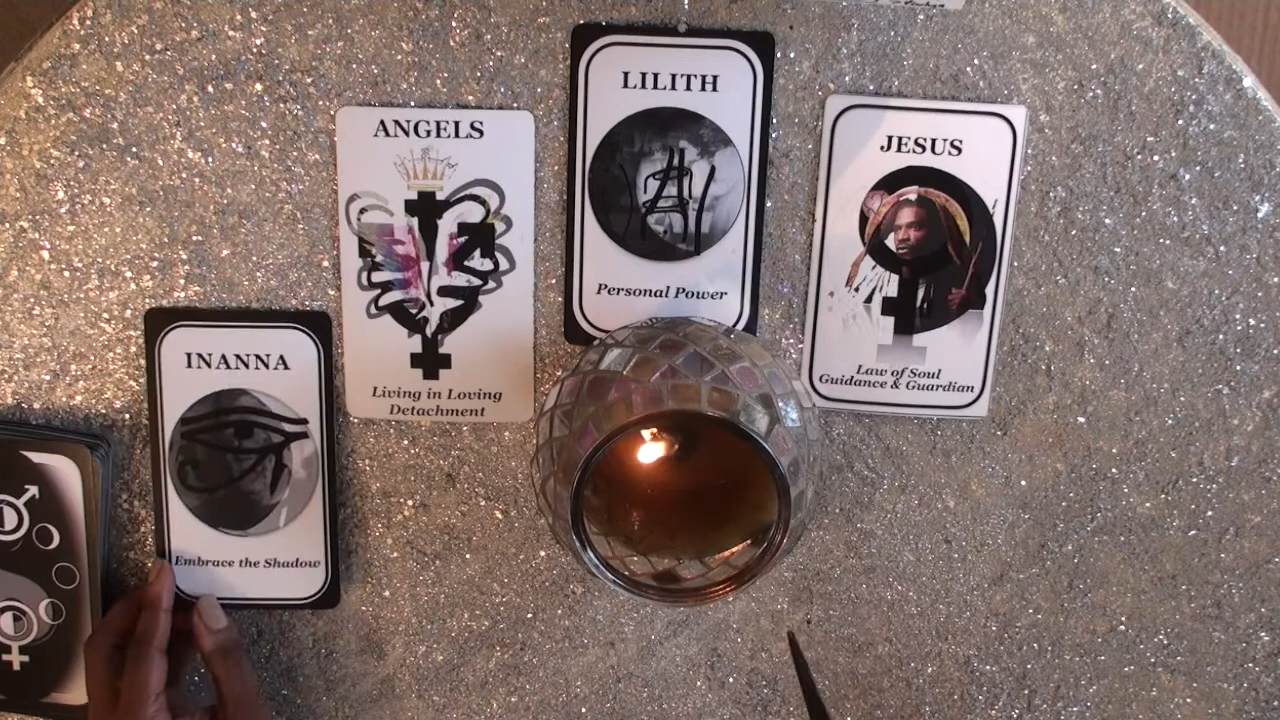 INANNA
Embrace the Shadow
ANGELS
Living in Loving
Detachment
LILITH
Personal Power
JESUS
Law of Soul
Guidance & Guardian